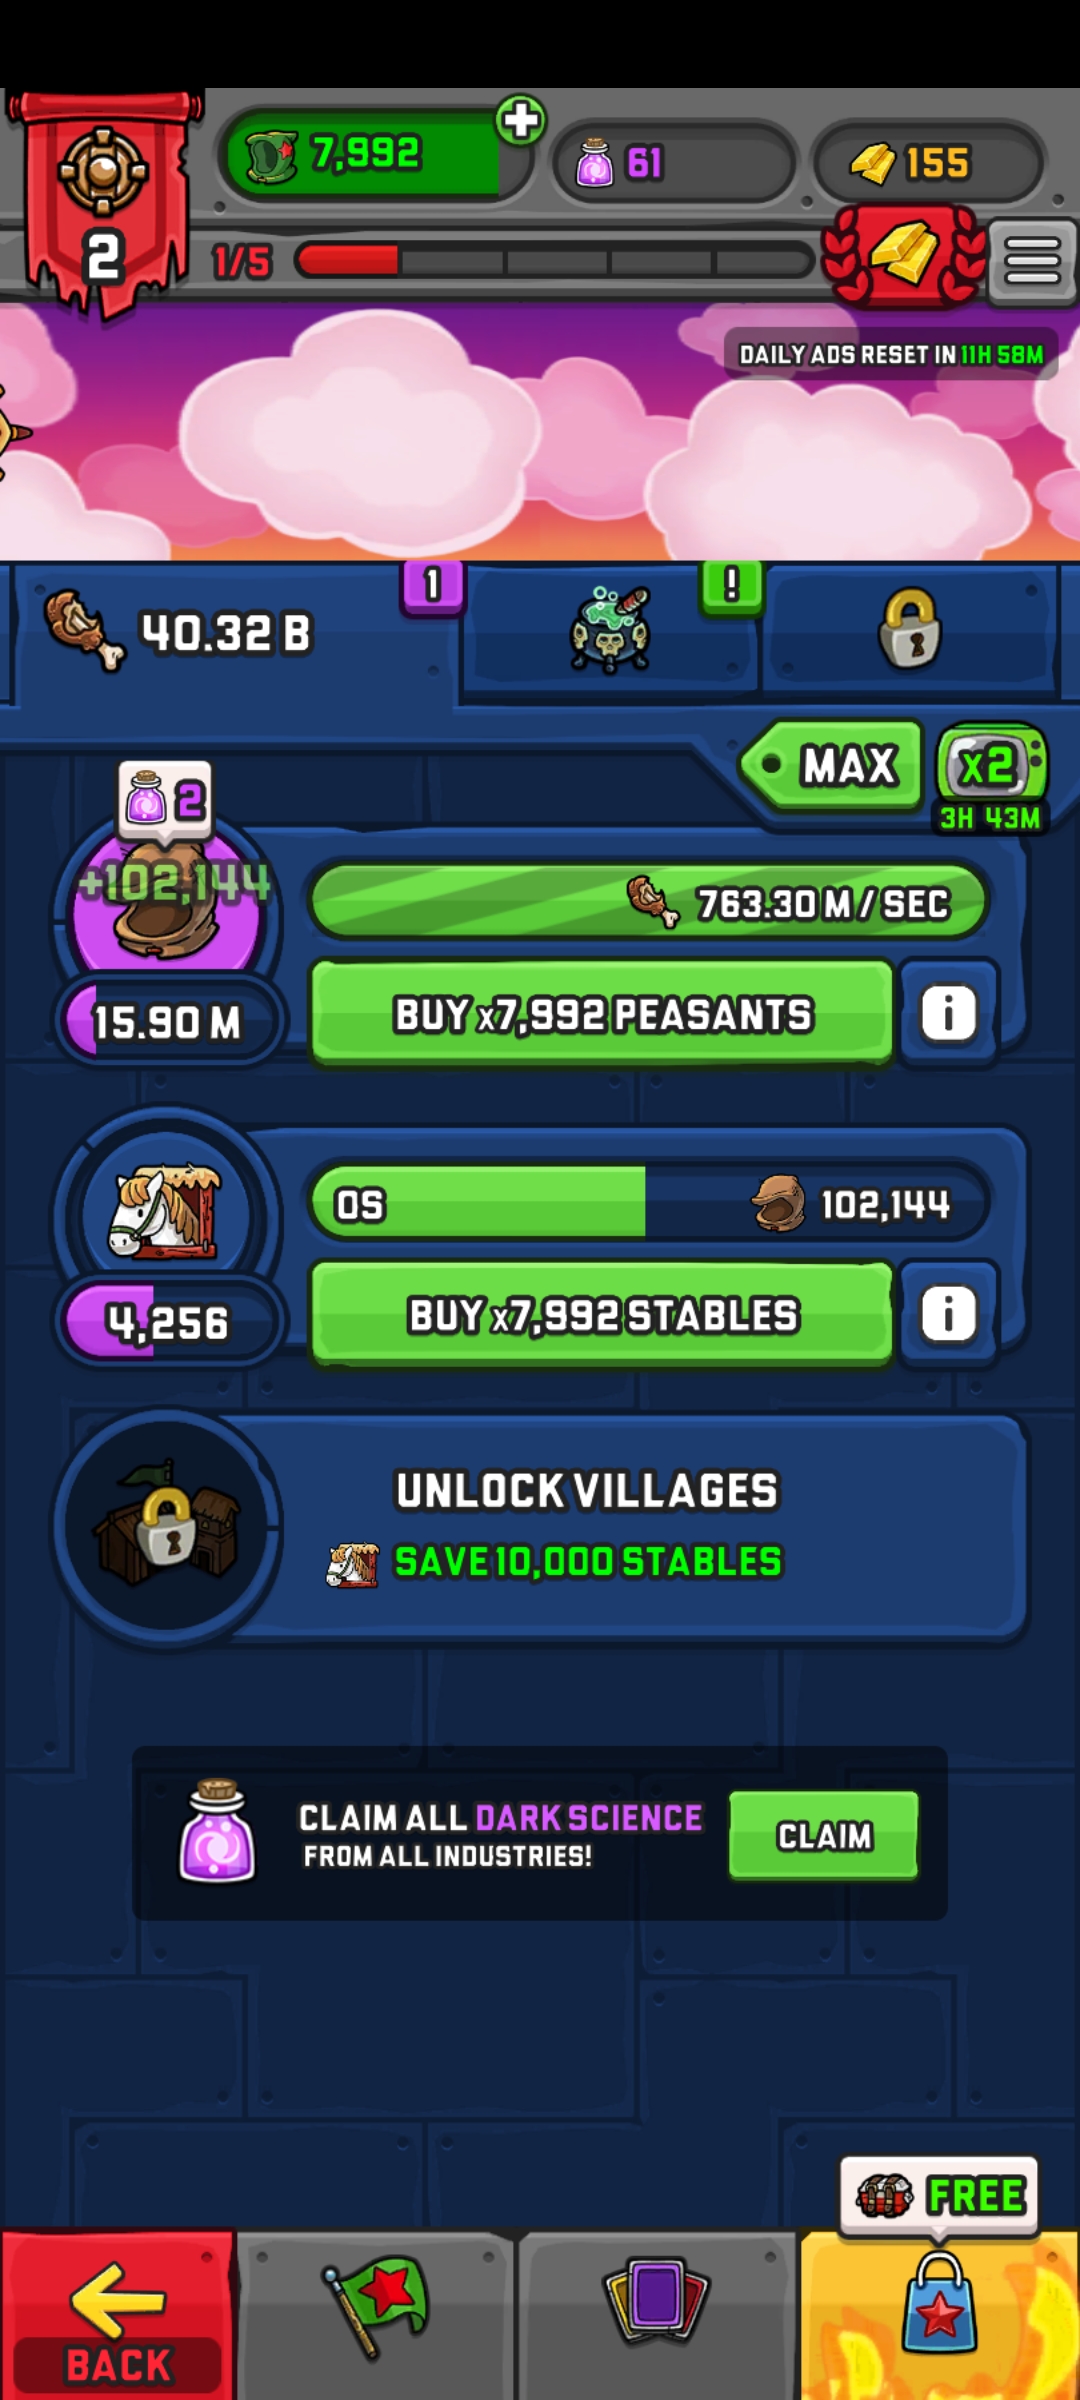 7,992
61
155
2
1/5
DAILY ADS RESET IN 11H 58M
40.32 B
1
!
MAX
x2
3H 43M
2
+102,144
763.30 M / SEC
15.90 M
BUY x7,992 PEASANTS
i
0S
102,144
4,256
BUY x7,992 STABLES
i
UNLOCK VILLAGES
SAVE 10,000 STABLES
CLAIM ALL DARK SCIENCE
FROM ALL INDUSTRIES!
CLAIM
FREE
BACK